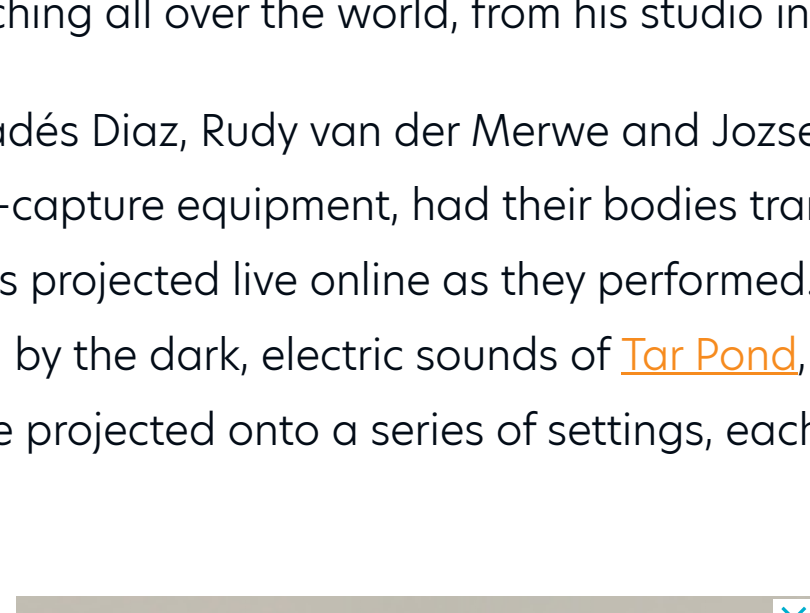 ching all over the world, from his studio in
adés Diaz, Rudy van der Merwe and Jozse
-capture equipment, had their bodies tra
s projected live online as they performed.
by the dark, electric sounds of Tar Pond,
e projected onto a series of settings, each